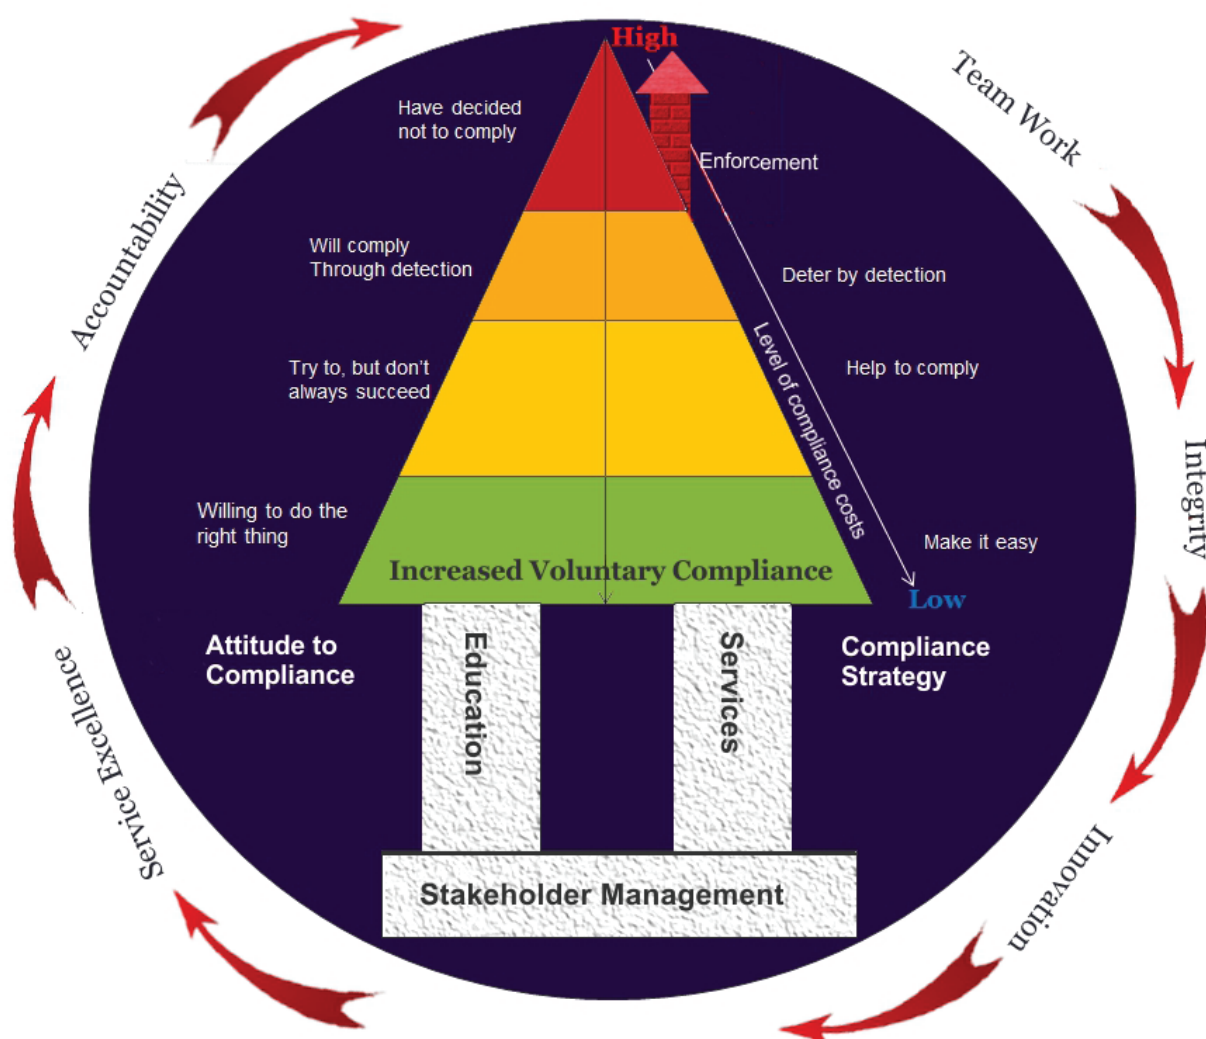 High
Team Work
Have decided
not to comply
Enforcement
Accountability
Will comply
Through detection
Deter by detection
Try to, but don't
always succeed
Level of compliance costs
Help to comply
Integrity
Willing to do the
right thing
Make it easy
Increased Voluntary Compliance
Low
Attitude to
Compliance
Education
Services
Compliance
Strategy
Service Excellence
Innovation
Stakeholder Management